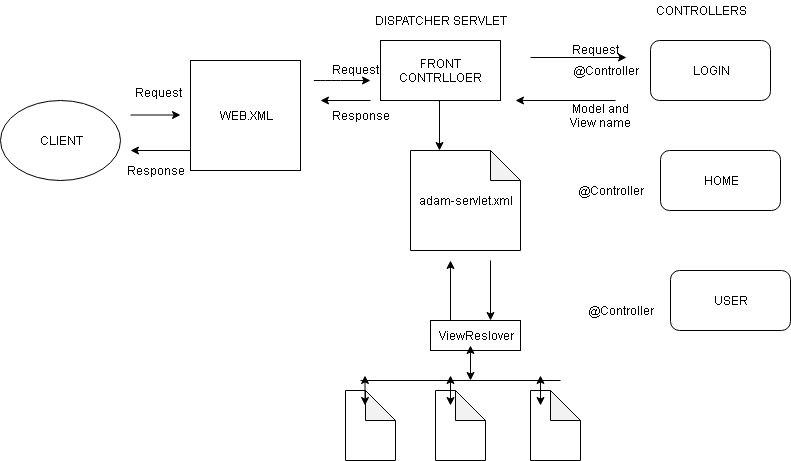 CONTROLLERS
DISPATCHER SERVLET
FRONT
CONTRLLOER
Request
@Controller
LOGIN
Request
Request
WEB.XML
Response
Model and
View name
CLIENT
Response
HOME
@Controller
adam-servlet.xml
USER
@Controller
ViewReslover